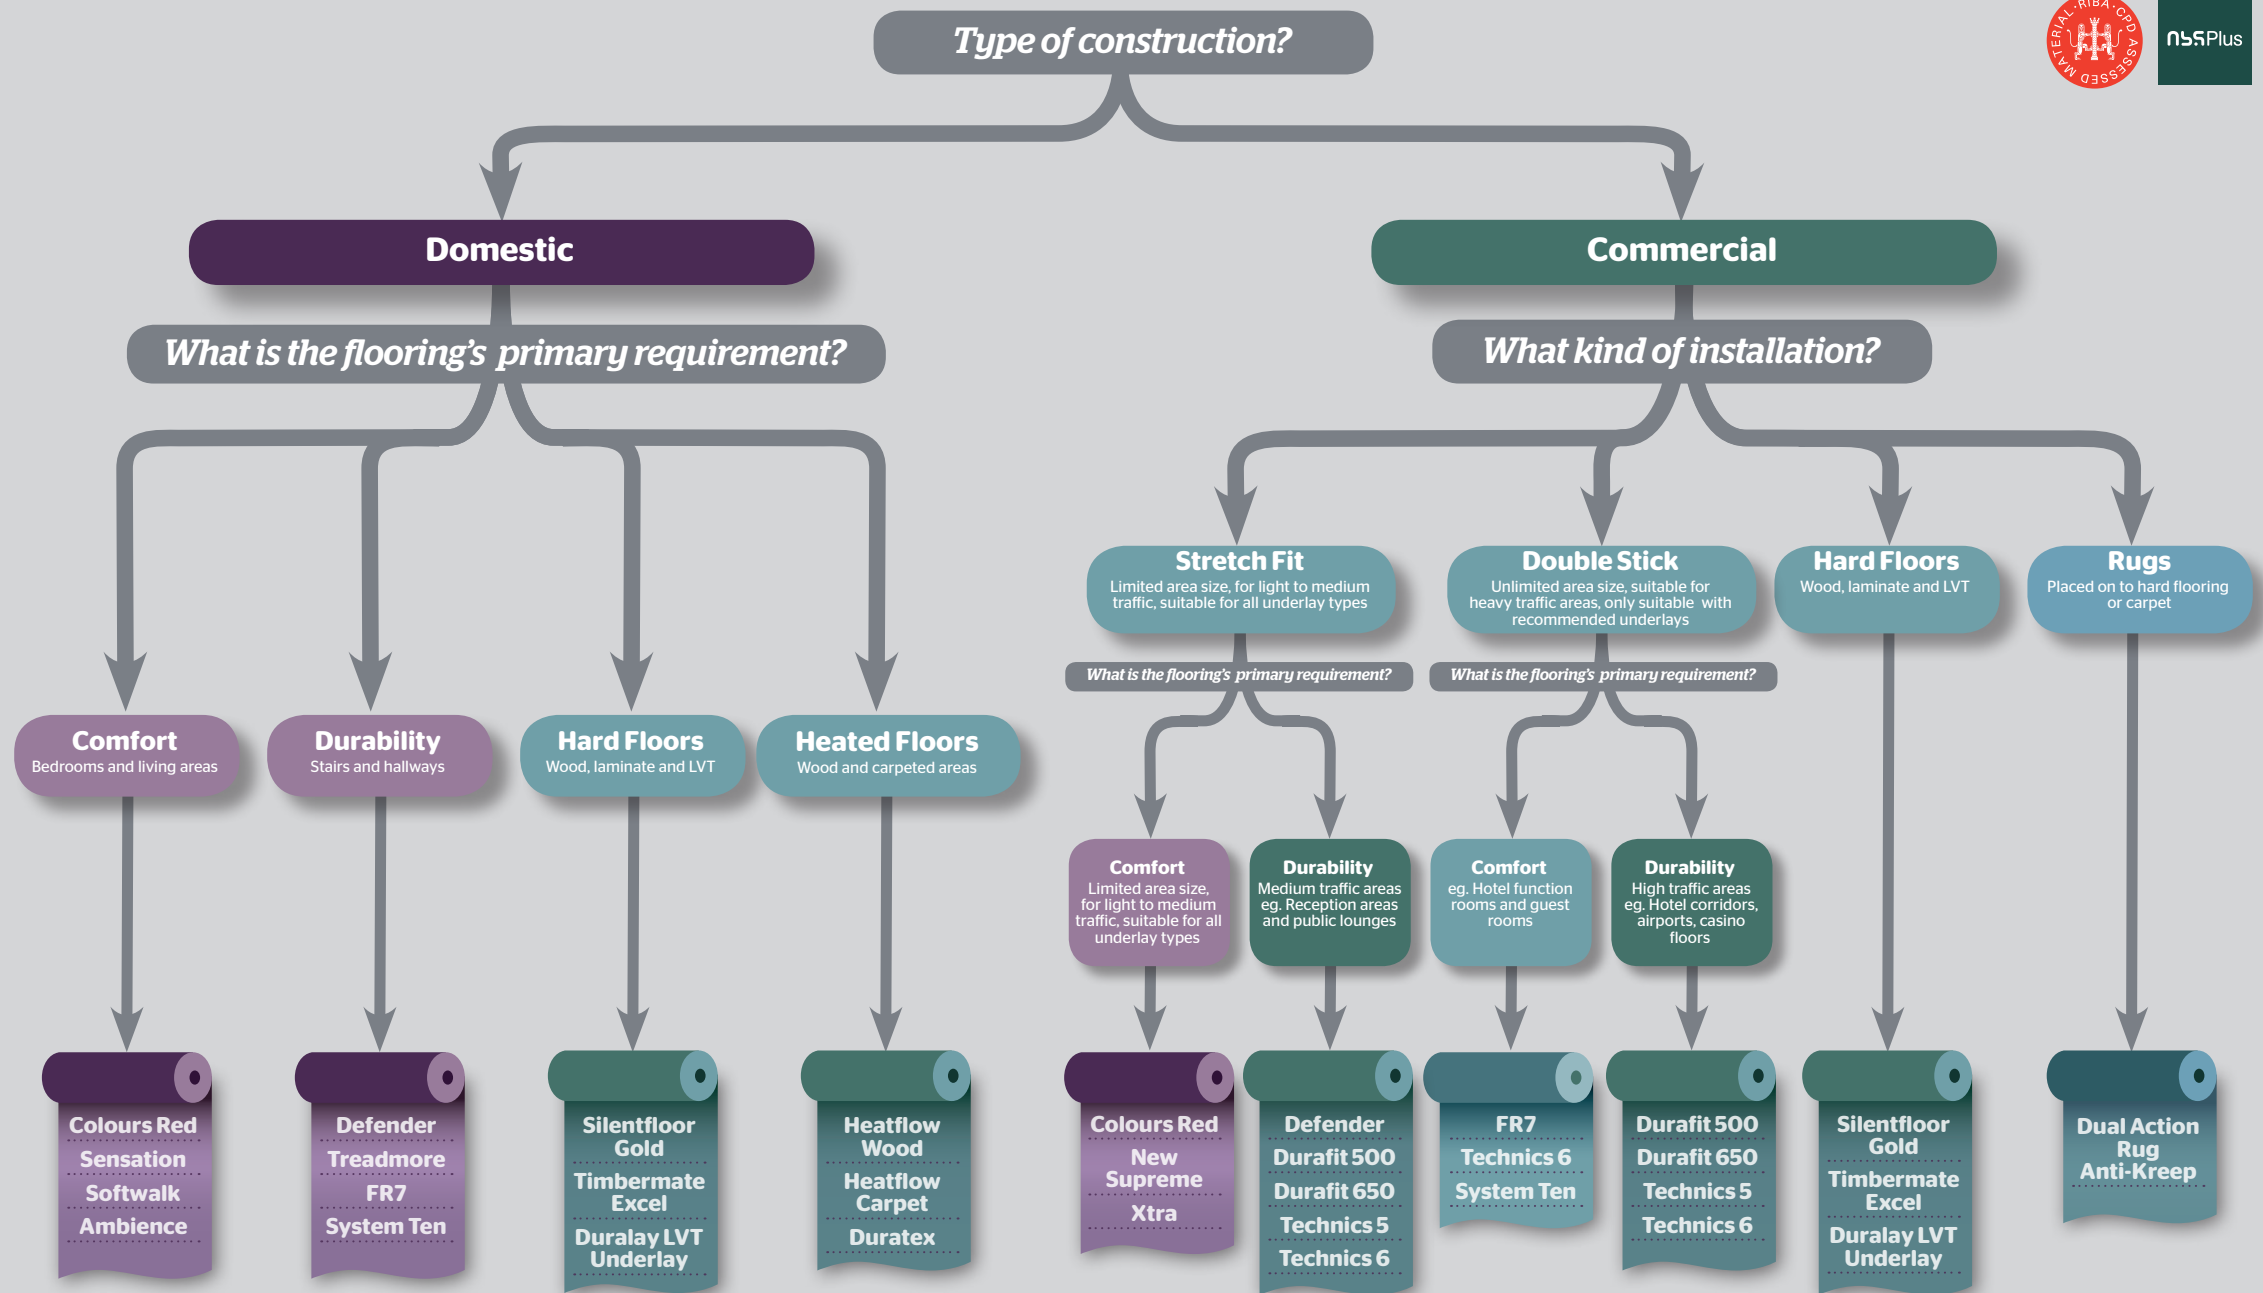 Type of construction?
MATERIAL · RIBA · CPD ASSESSED
nbs Plus
Domestic
Commercial
What is the flooring's primary requirement?
What kind of installation?
Stretch Fit
Limited area size, for light to medium
traffic, suitable for all underlay types
Double Stick
Unlimited area size, suitable for
heavy traffic areas, only suitable with
recommended underlays
Hard Floors
Wood, laminate and LVT
Rugs
Placed on to hard flooring
or carpet
What is the flooring's primary requirement?
What is the flooring's primary requirement?
Comfort
Bedrooms and living areas
Durability
Stairs and hallways
Hard Floors
Wood, laminate and LVT
Heated Floors
Wood and carpeted areas
Comfort
Limited area size,
for light to medium
traffic, suitable for all
underlay types
Durability
Medium traffic areas
eg. Reception areas
and public lounges
Comfort
eg. Hotel function
rooms and guest
rooms
Durability
High traffic areas
eg. Hotel corridors,
airports, casino
floors
Colours Red
Sensation
Softwalk
Ambience
Defender
Treadmore
FR7
System Ten
Silentfloor
Gold
Timbermate
Excel
Duralay LVT
Underlay
Heatflow
Wood
Heatflow
Carpet
Duratex
Colours Red
New
Supreme
Xtra
Defender
Durafit 500
Durafit 650
Technics 5
Technics 6
FR7
Technics 6
System Ten
Durafit 500
Durafit 650
Technics 5
Technics 6
Silentfloor
Gold
Timbermate
Excel
Duralay LVT
Underlay
Dual Action
Rug
Anti-Kreep